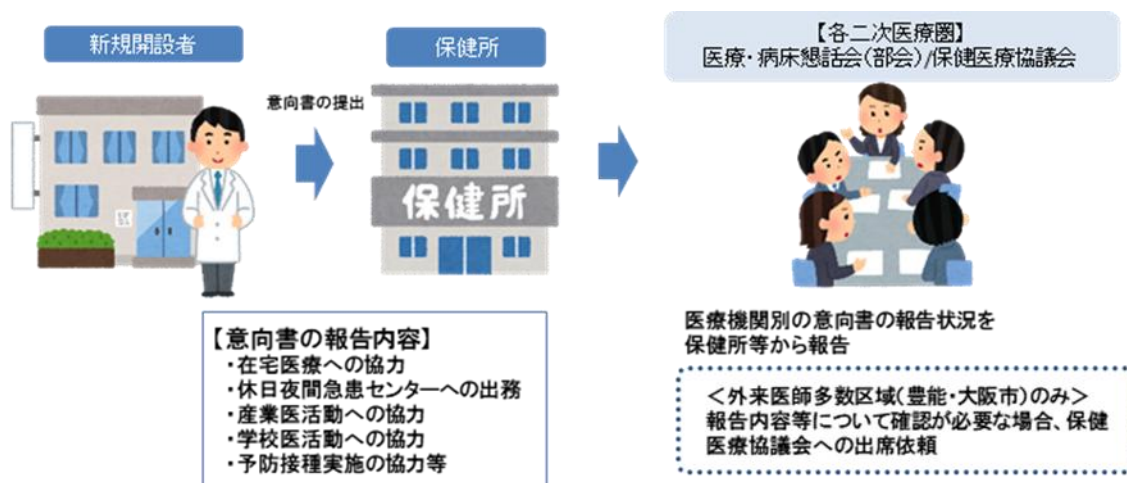 新規開設者
意向書の提出
保健所
保健所
【各二次医療圏】
医療・病床懇話会(部会)/保健医療協議会
【意向書の報告内容】
・在宅医療への協力
・休日夜間急患センターへの出務
・産業医活動への協力
・学校医活動への協力
・予防接種実施の協力等
医療機関別の意向書の報告状況を
保健所等から報告
＜外来医師多数区域(豊能・大阪市)のみ＞
報告内容等について確認が必要な場合、保健
医療協議会への出席依頼